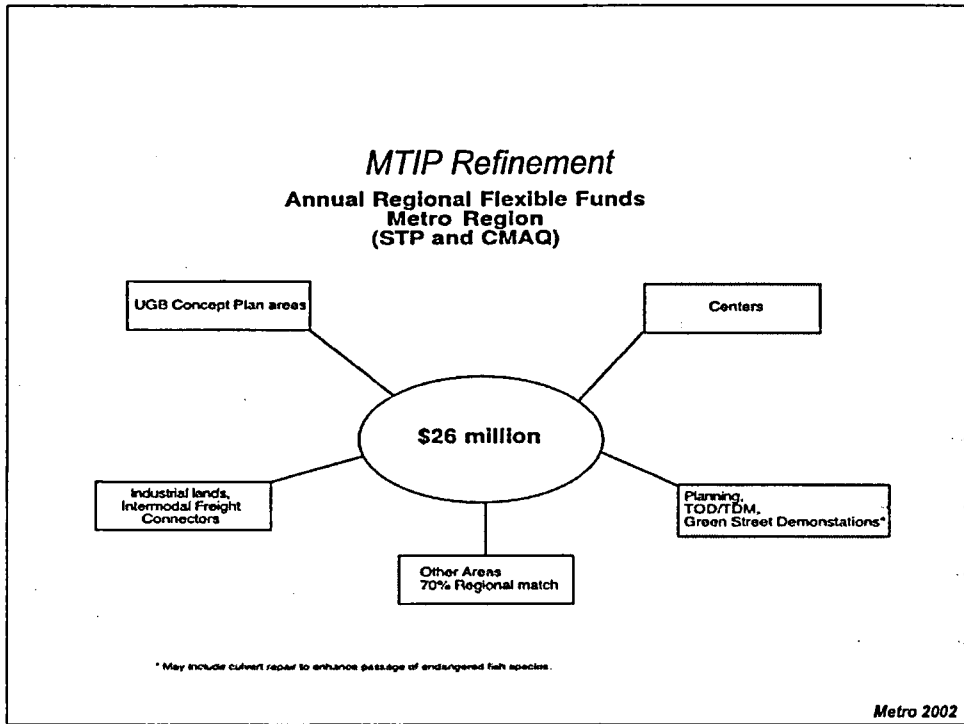 MTIP Refinement
Annual Regional Flexible Funds
Metro Region
(STP and CMAQ)
UGB Concept Plan areas
Centers
$26 million
Industrial lands,
Intermodal Freight
Connectors
Planning,
TOD/TDM,
Green Street Demonstations*
Other Areas
70% Regional match
* May include culvert repair to enhance passage of endangered fish species.
Metro 2002